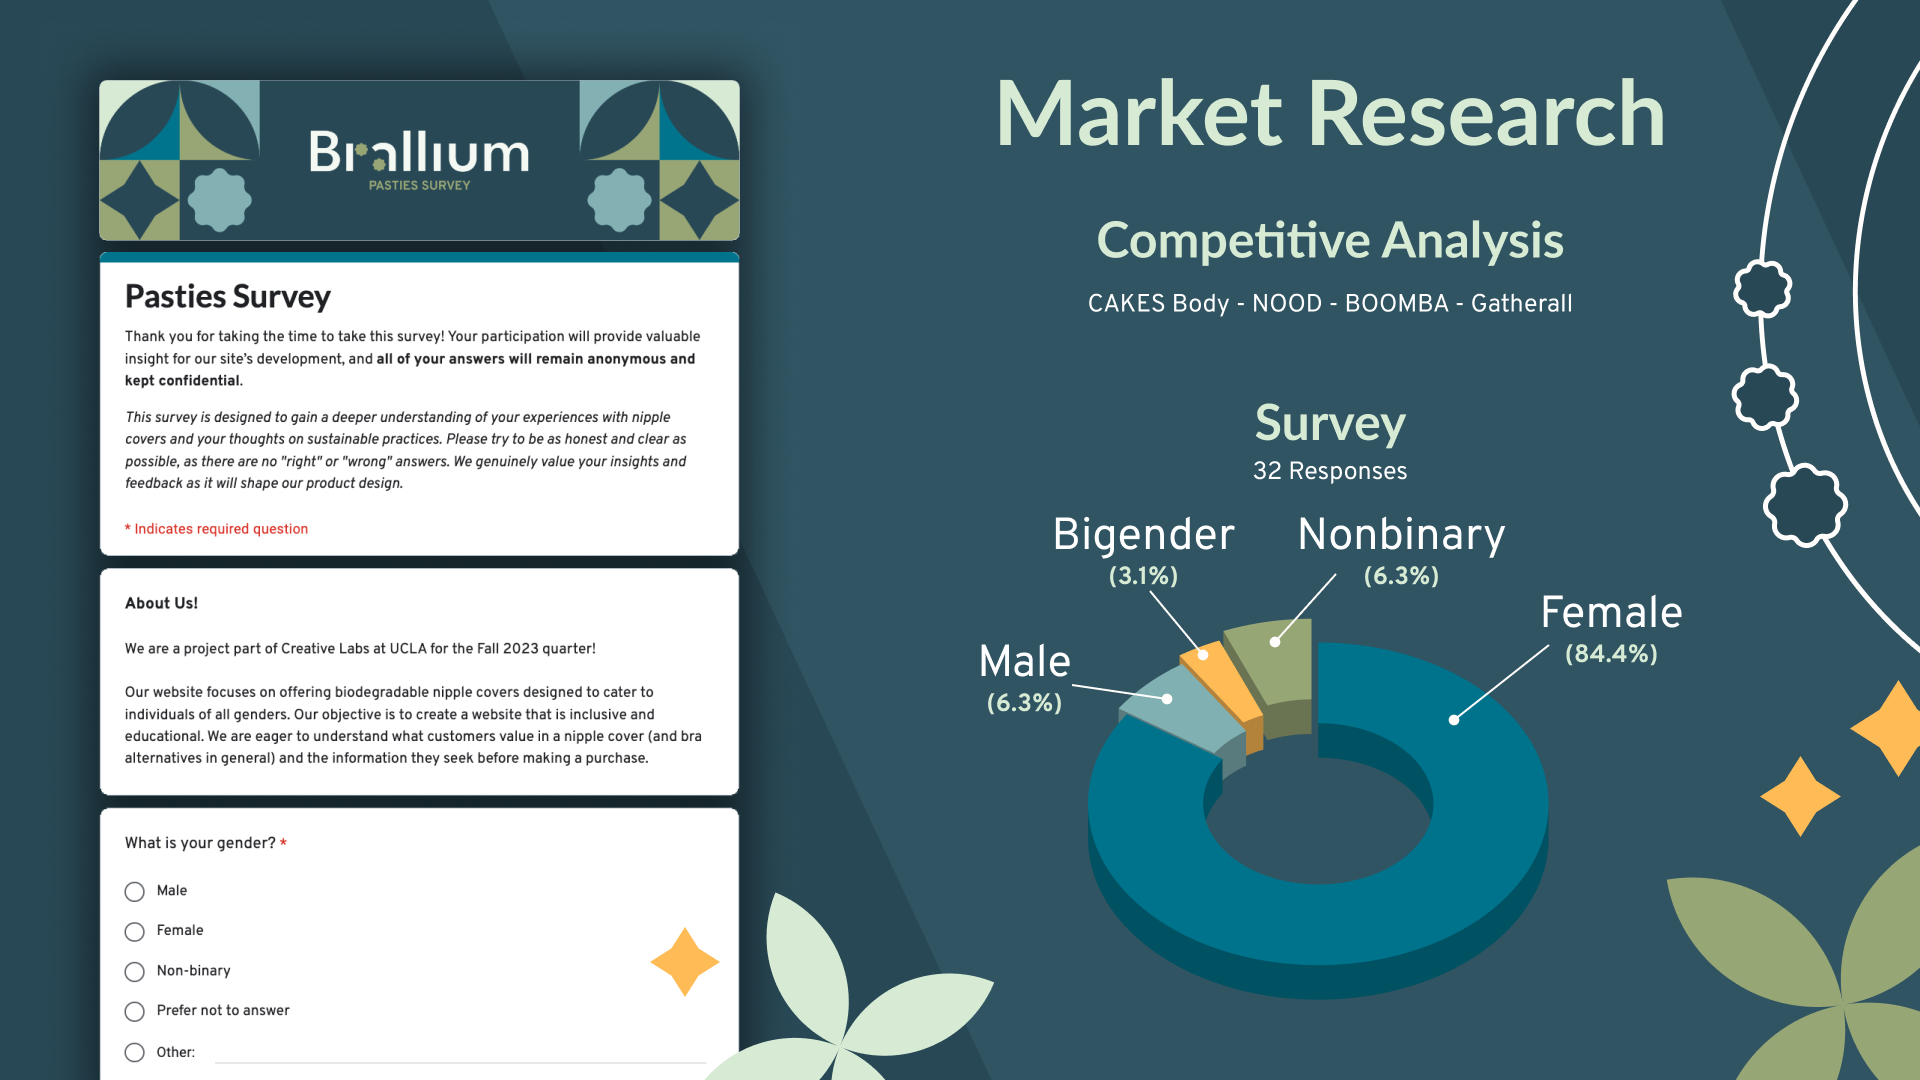 Brallium
PASTIES SURVEY
Pasties Survey
Thank you for taking the time to take this survey! Your participation will provide valuable
insight for our site's development, and all of your answers will remain anonymous and
kept confidential.
This survey is designed to gain a deeper understanding of your experiences with nipple
covers and your thoughts on sustainable practices. Please try to be as honest and clear as
possible, as there are no "right" or "wrong" answers. We genuinely value your insights and
feedback as it will shape our product design.
* Indicates required question
About Us!
We are a project part of Creative Labs at UCLA for the Fall 2023 quarter!
Our website focuses on offering biodegradable nipple covers designed to cater to
individuals of all genders. Our objective is to create a website that is inclusive and
educational. We are eager to understand what customers value in a nipple cover (and bra
alternatives in general) and the information they seek before making a purchase.
What is your gender? *
Male
Female
Non-binary
Prefer not to answer
Other:
Market Research
Competitive Analysis
CAKES Body - NOOD - BOOMBA - Gatherall
Survey
32 Responses
Bigender
(3.1%)
Nonbinary
(6.3%)
Female
(84.4%)
Male
(6.3%)